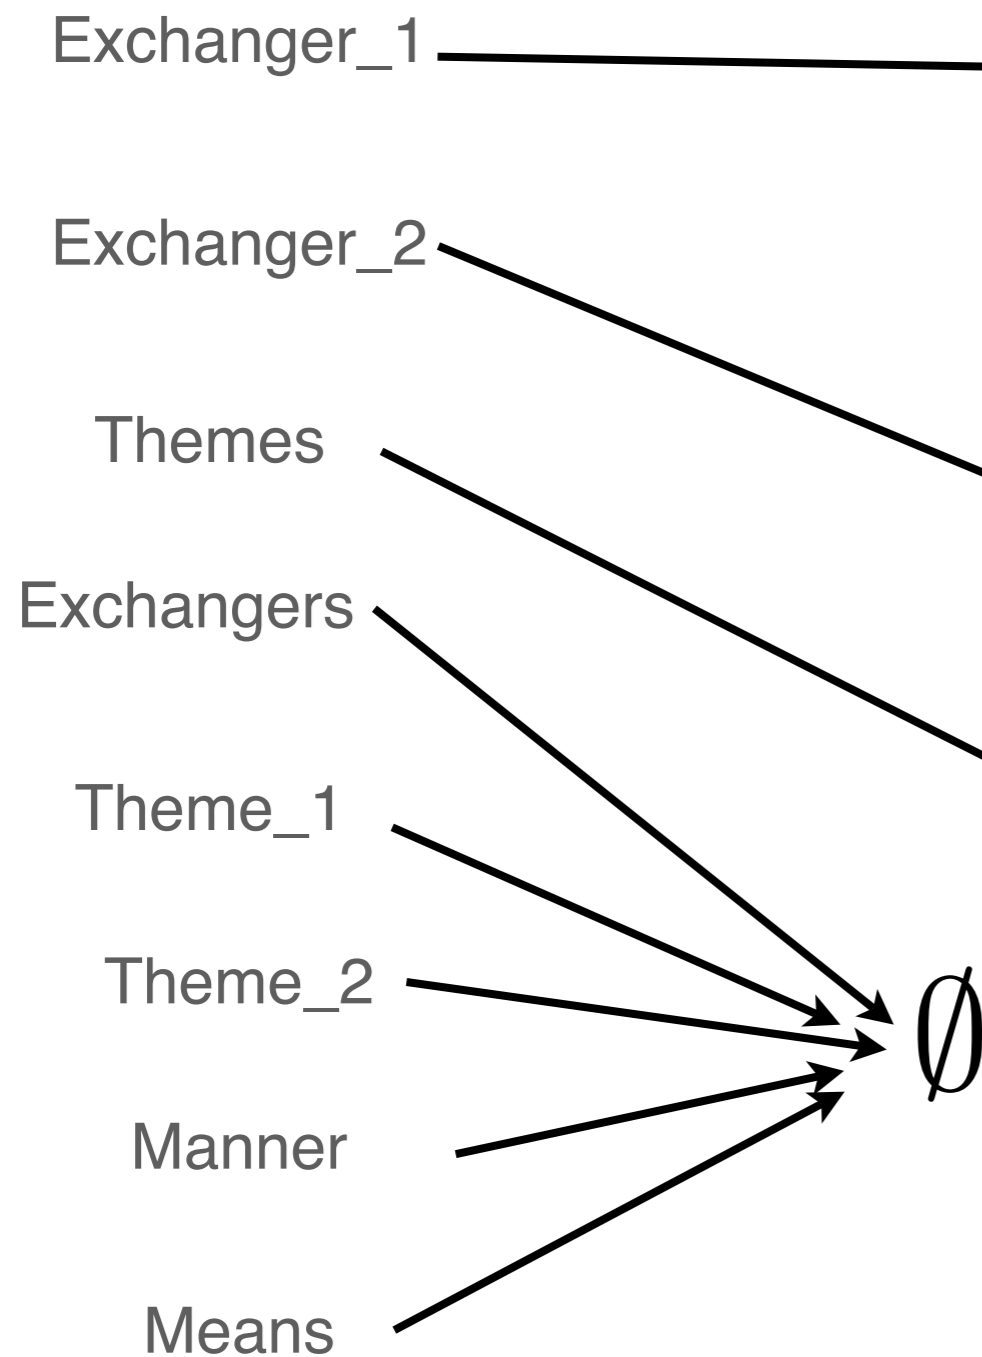 Exchanger_1
Exchanger_2
Themes
Exchangers
Theme_1
Theme_2
∅
Manner
Means